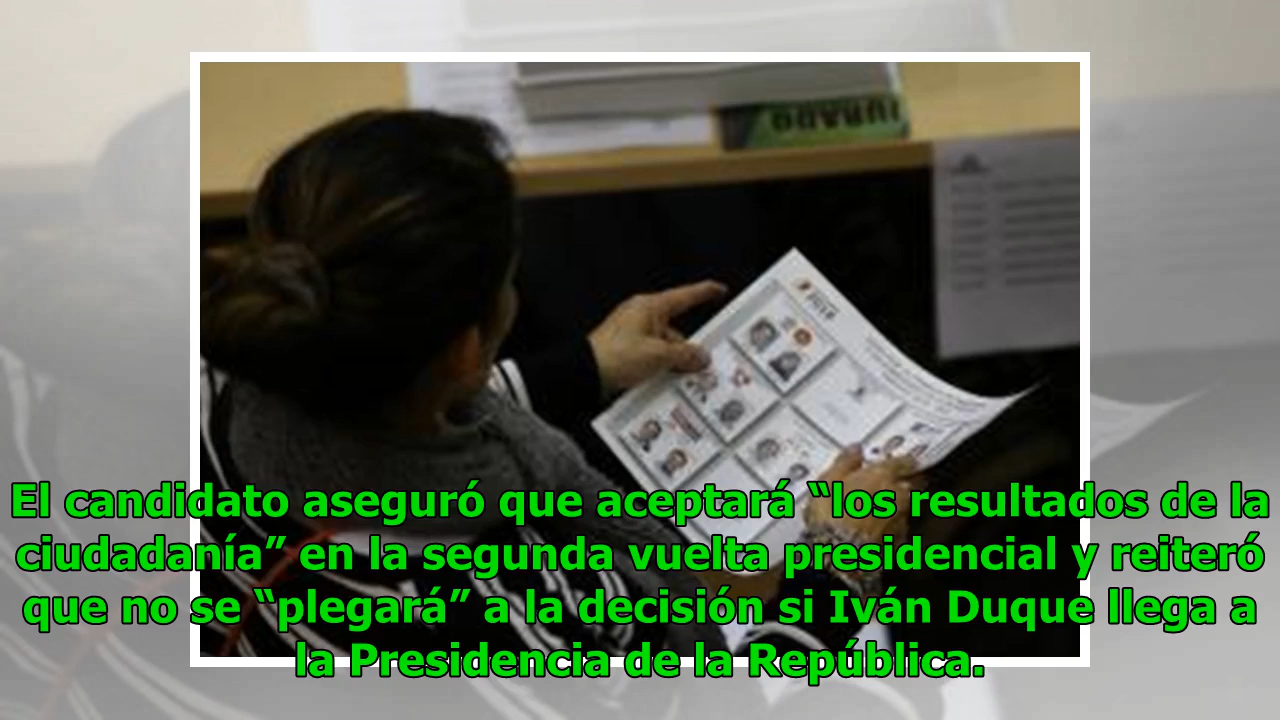 JURADO
El candidato aseguró que aceptará “los resultados de la
ciudadanía” en la segunda vuelta presidencial y reiteró
que no se “plegará” a la decisión si Iván Duque llega a
la Presidencia de la República.